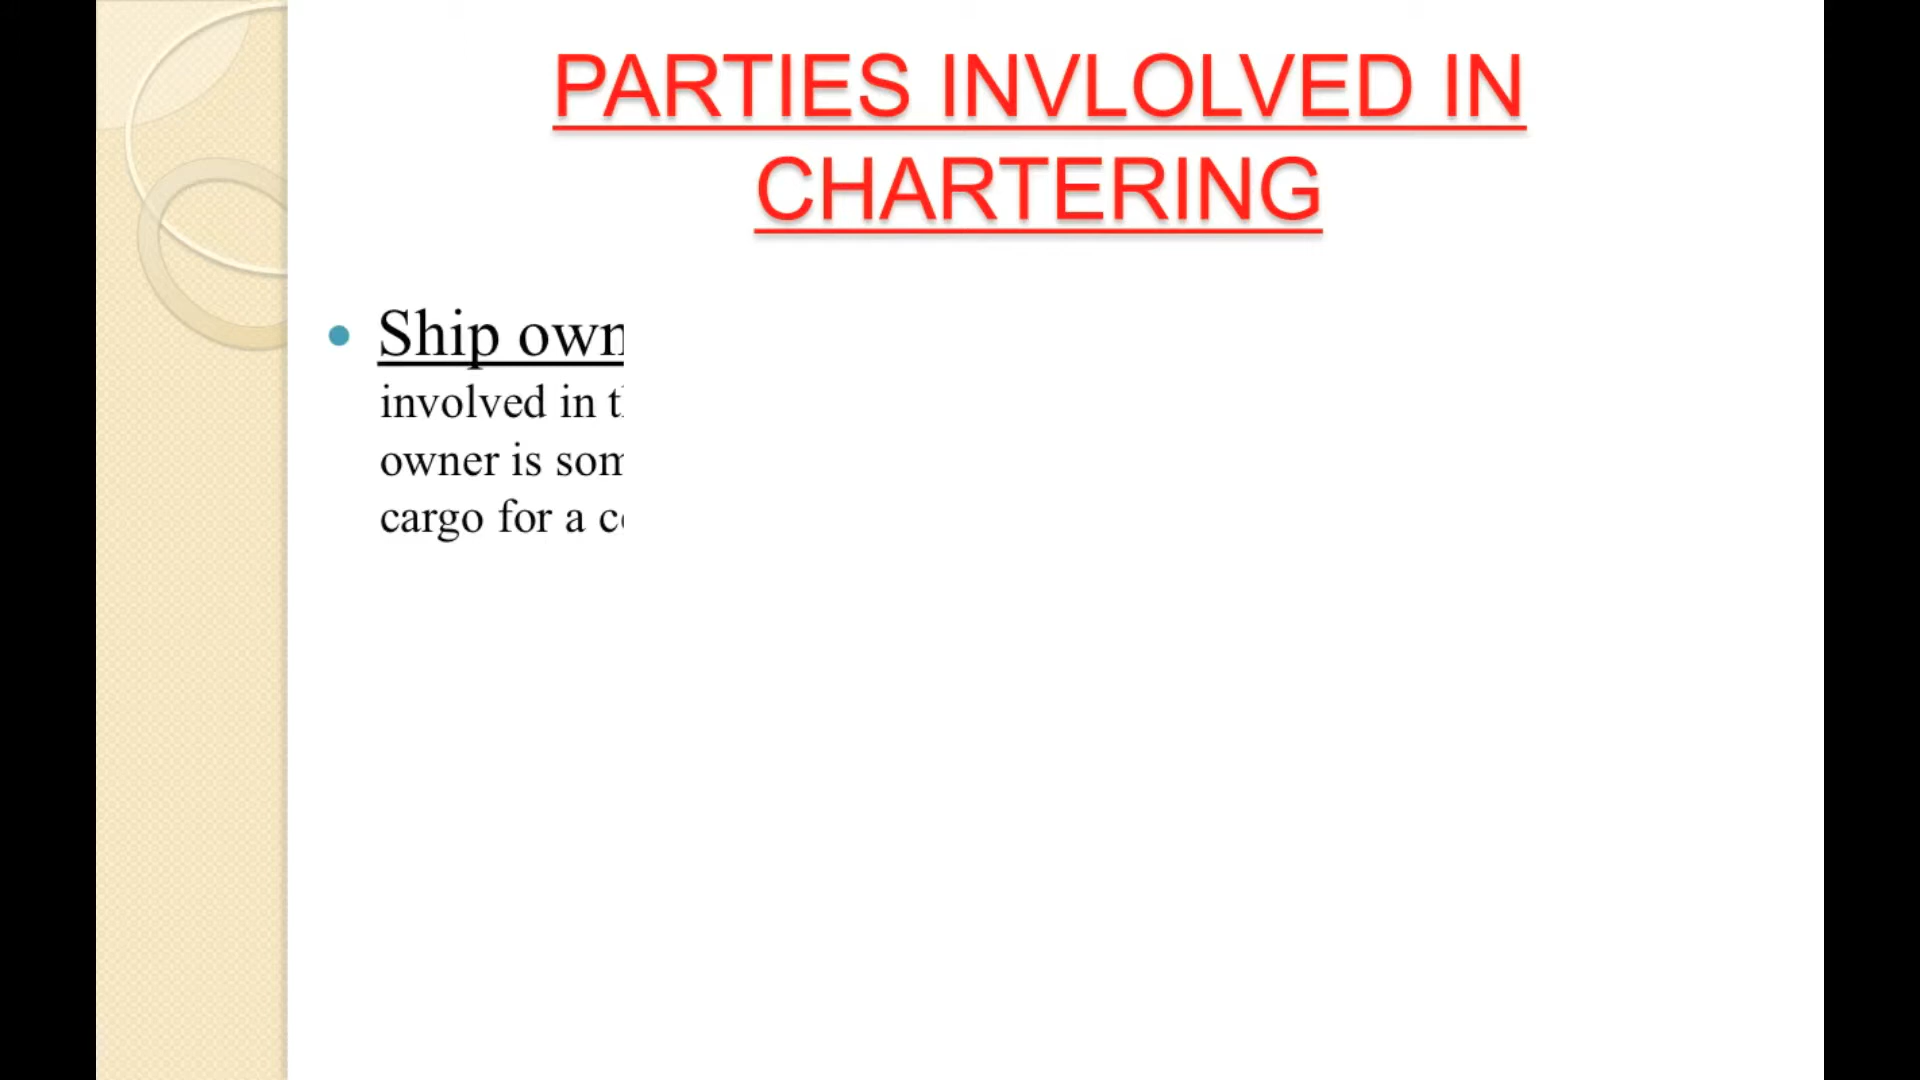 PARTIES INVLOLVED IN
CHARTERING
Ship own
involved in
owner is som
cargo for a